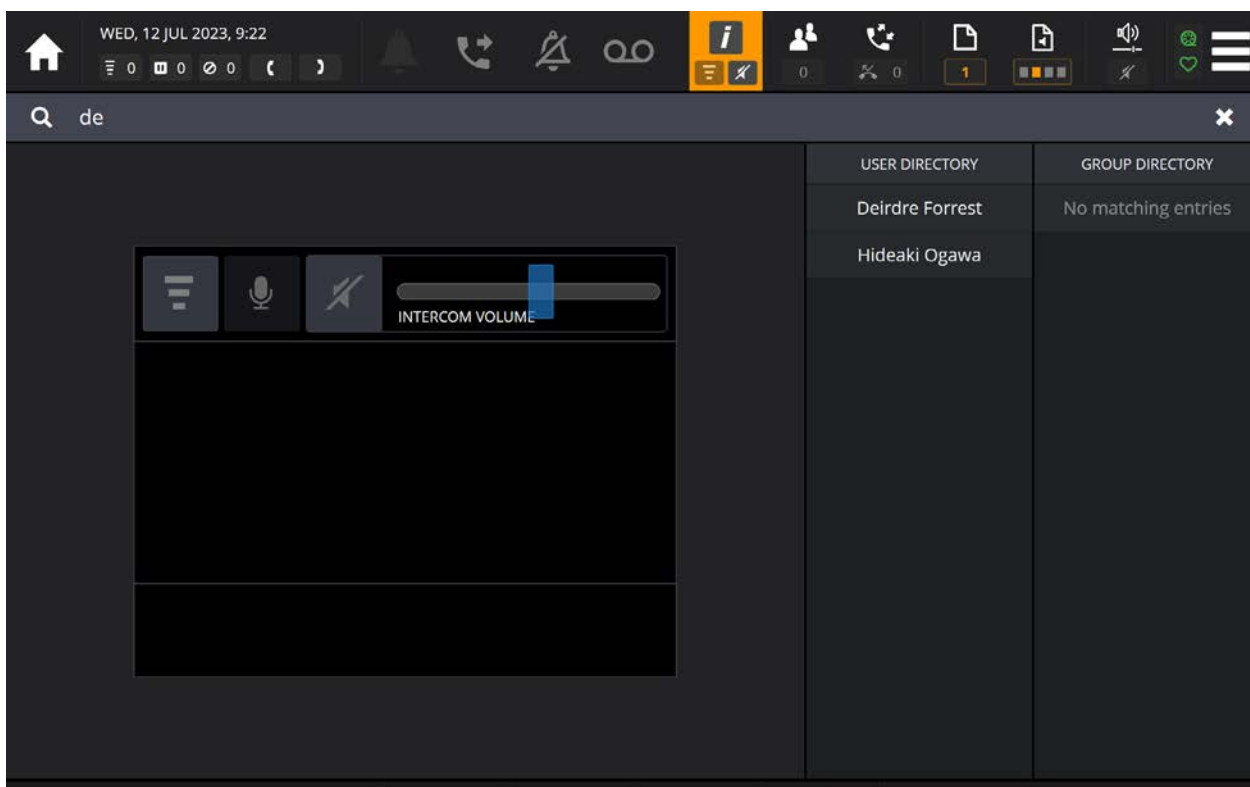 WED, 12 JUL 2023, 9:22
0 0 0
i
0 0 1
de
USER DIRECTORY GROUP DIRECTORY
Deirdre Forrest No matching entries
Hideaki Ogawa
INTERCOM VOLUME